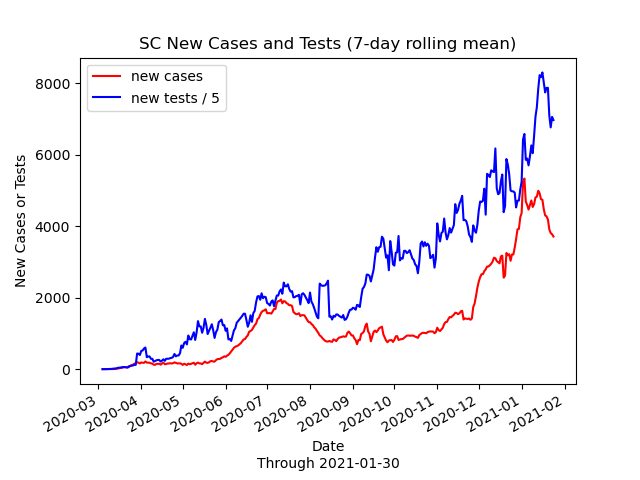 SC New Cases and Tests (7-day rolling mean)
new cases
new tests / 5
New Cases or Tests
8000
6000
4000
2000
0
2020-03
2020-04
2020-05
2020-06
2020-07
2020-08
2020-09
2020-10
2020-11
2020-12
2021-01
2021-02
Date
Through 2021-01-30